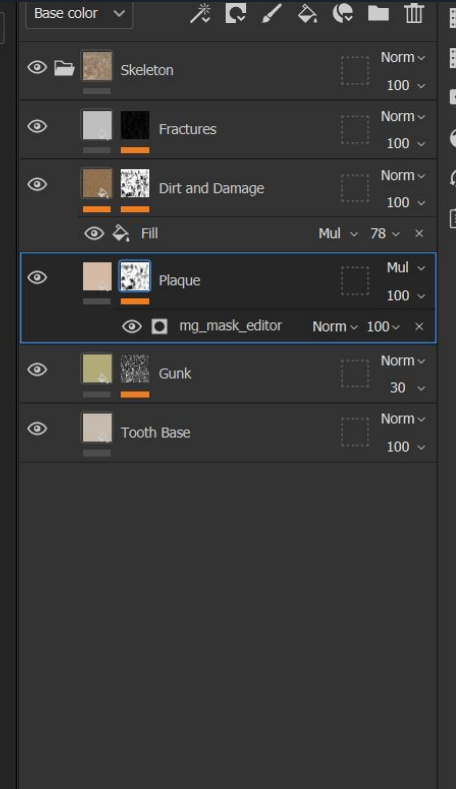 Base color
Skeleton
Norm
100
Fractures
Norm
100
Dirt and Damage
Norm
100
Fill
Mul
78
×
Plaque
Mul
100
mg_mask_editor
Norm
100
×
Gunk
Norm
30
Tooth Base
Norm
100